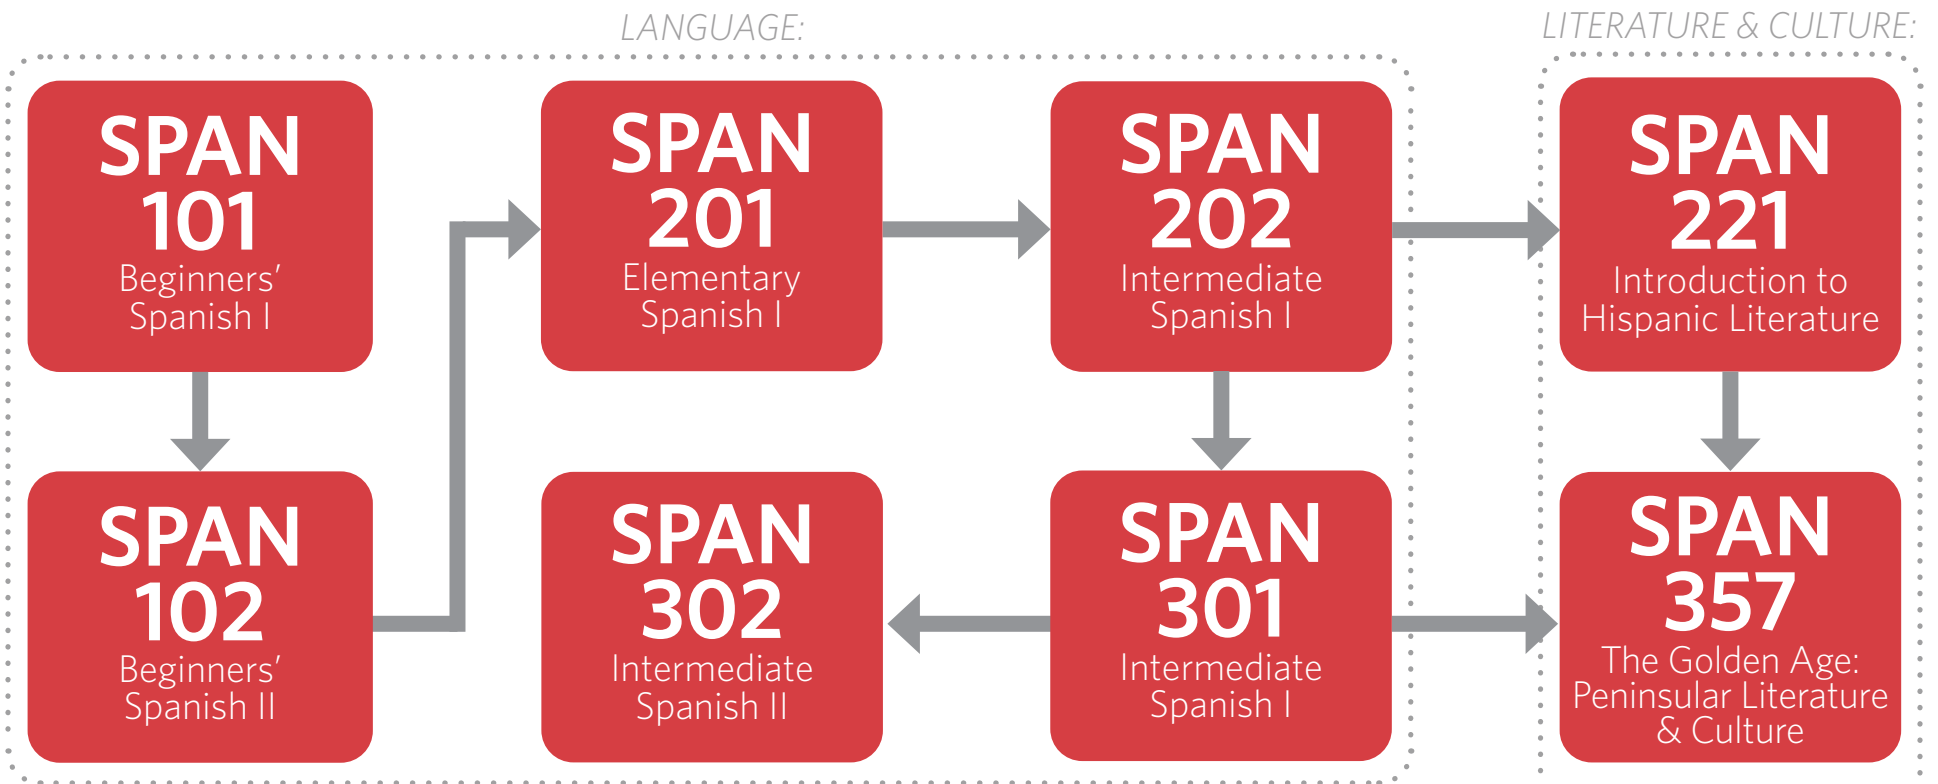 LANGUAGE:
LITERATURE & CULTURE:
SPAN
101
Beginners’
Spanish I
SPAN
201
Elementary
Spanish I
SPAN
202
Intermediate
Spanish I
SPAN
221
Introduction to
Hispanic Literature
SPAN
102
Beginners’
Spanish II
SPAN
302
Intermediate
Spanish II
SPAN
301
Intermediate
Spanish I
SPAN
357
The Golden Age:
Peninsular Literature
& Culture